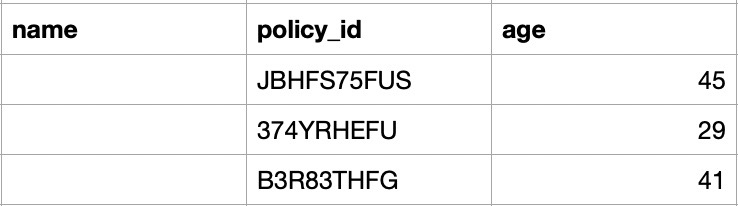 name policy_id age
JBHFS75FUS 45
374YRHEFU 29
B3R83THFG 41